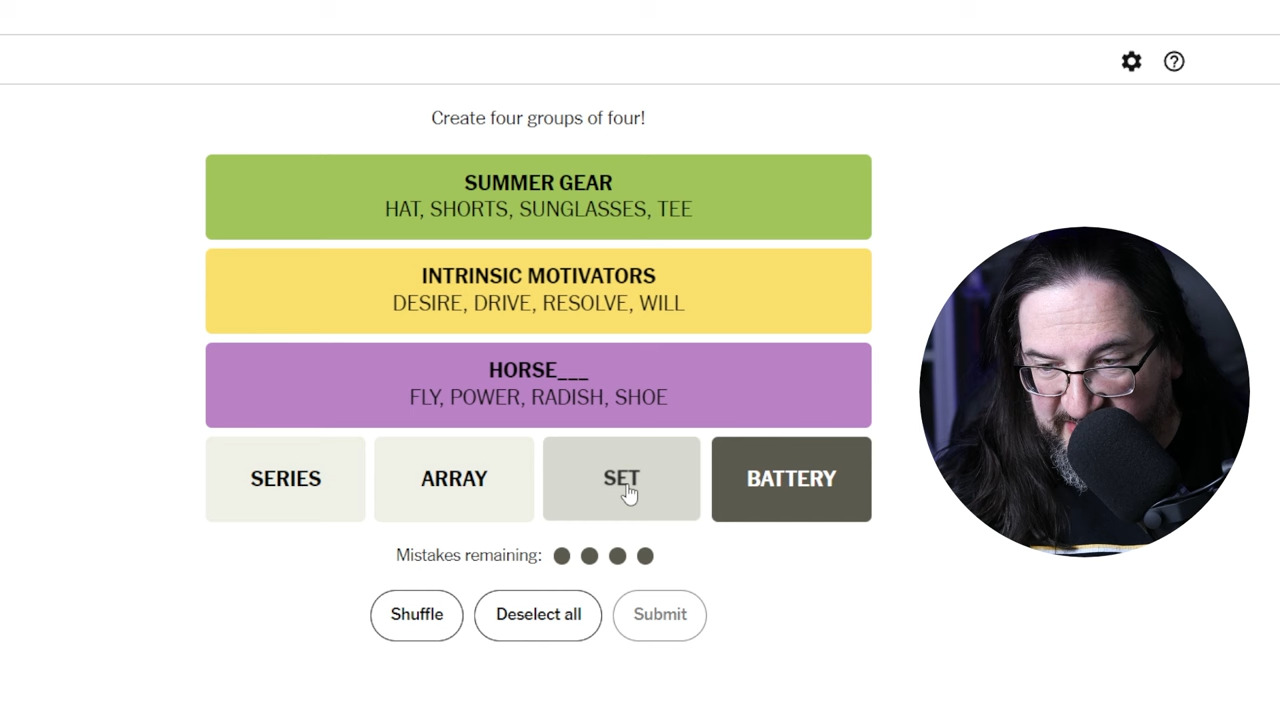 Create four groups of four!
SUMMER GEAR
HAT, SHORTS, SUNGLASSES, TEE
INTRINSIC MOTIVATORS
DESIRE, DRIVE, RESOLVE, WILL
HORSE___
FLY, POWER, RADISH, SHOE
SERIES ARRAY SET BATTERY
Mistakes remaining:
Shuffle Deselect all Submit